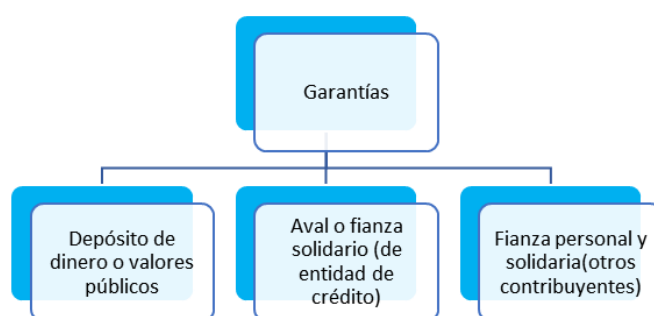 Garantías
Depósito de
dinero o valores
públicos
Aval o fianza
solidario (de
entidad de
crédito)
Fianza personal y
solidaria(otros
contribuyentes)